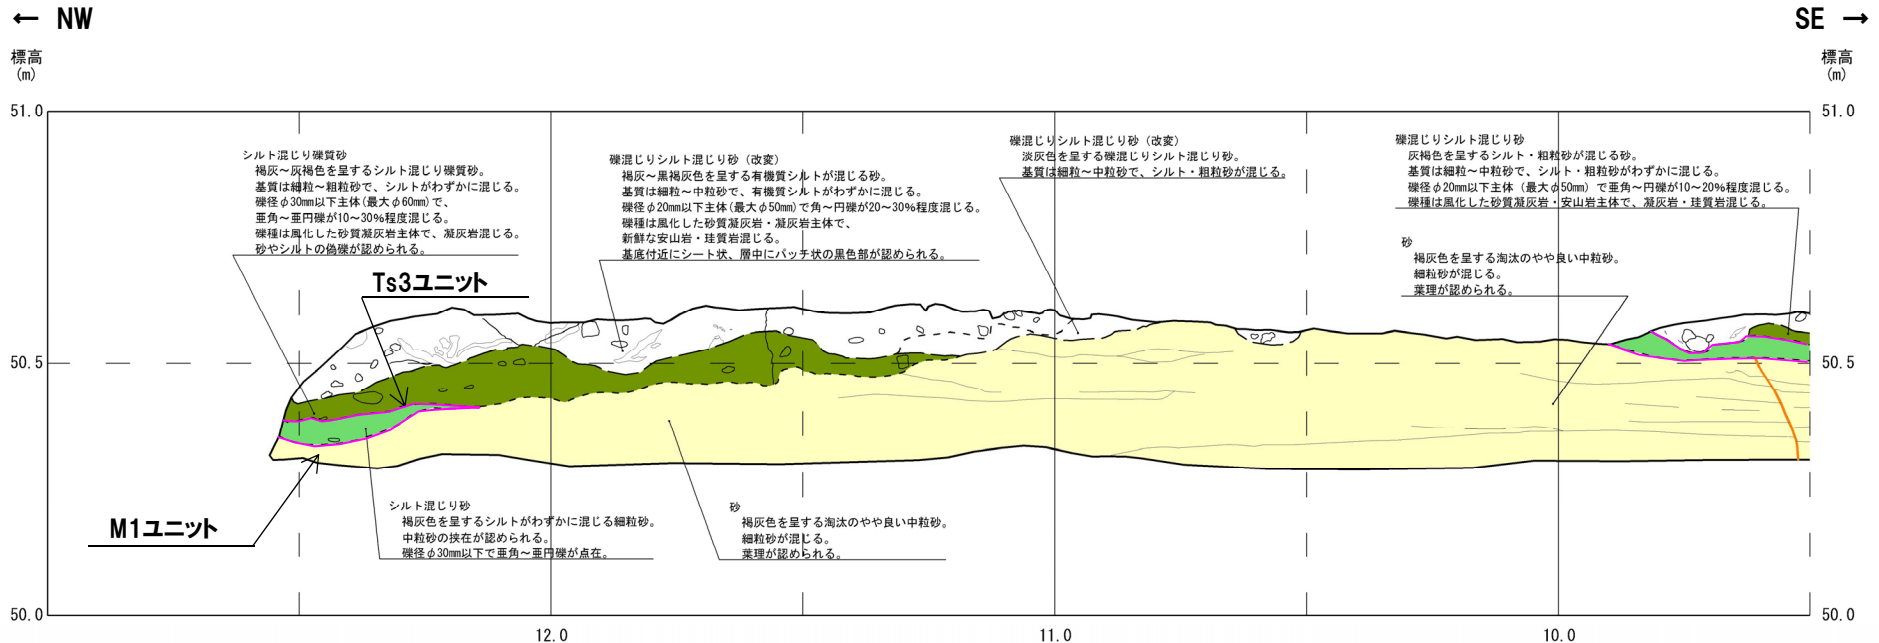 ← NW
SE →
標高
(m)
標高
(m)
51.0
51.0
シルト混じり礫質砂
褐灰～灰褐色を呈するシルト混じり礫質砂。
基質は細粒～粗粒砂で、シルトがわずかに混じる。
礫径φ30mm以下主体(最大φ60mm)で、
亜角～亜円礫が10～30%程度混じる。
礫種は風化した砂質凝灰岩主体で、凝灰岩混じる。
砂やシルトの偽礫が認められる。
礫混じりシルト混じり砂（改変）
褐灰～黒褐灰色を呈する有機質シルトが混じる砂。
基質は細粒～中粒砂で、有機質シルトがわずかに混じる。
礫径φ20mm以下主体(最大φ50mm)で角～円礫が20～30%程度混じる。
礫種は風化した砂質凝灰岩・凝灰岩主体で、
新鮮な安山岩・珪質岩混じる。
基底付近にシート状、層中にパッチ状の黒色部が認められる。
礫混じりシルト混じり砂（改変）
淡灰色を呈する礫混じりシルト混じり砂。
基質は細粒～中粒砂で、シルト・粗粒砂が混じる。
礫混じりシルト混じり砂
灰褐色を呈するシルト・粗粒砂が混じる砂。
基質は細粒～中粒砂で、シルト・粗粒砂がわずかに混じる。
礫径φ20mm以下主体（最大φ50mm）で亜角～円礫が10～20%程度混じる。
礫種は風化した砂質凝灰岩・安山岩主体で、凝灰岩・珪質岩混じる。
砂
褐灰色を呈する淘汰のやや良い中粒砂。
細粒砂が混じる。
葉理が認められる。
Ts3ユニット
50.5
50.5
M1ユニット
シルト混じり砂
褐灰色を呈するシルトがわずかに混じる細粒砂。
中粒砂の挟在が認められる。
礫径φ30mm以下で亜角～亜円礫が点在。
砂
褐灰色を呈する淘汰のやや良い中粒砂。
細粒砂が混じる。
葉理が認められる。
50.0
50.0
12.0
11.0
10.0